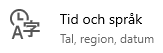 Tid och språk
Tal, region, datum